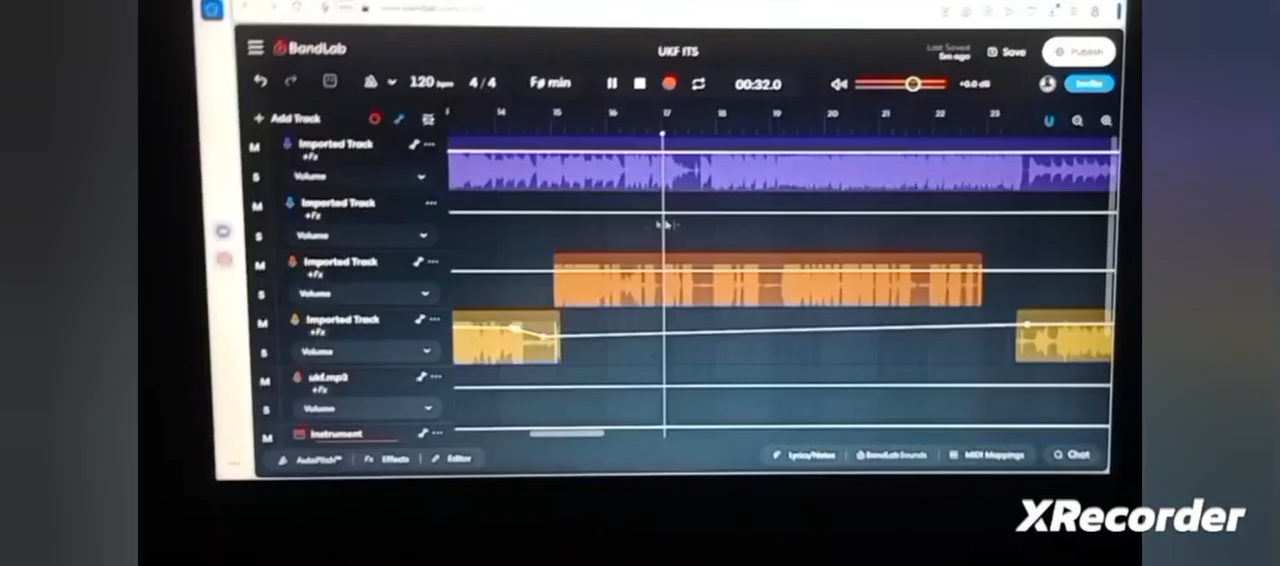 BandLab
UKF ITS
Last Saved
5m ago
Save
Publish
120 bpm
4 / 4
F# min
00:32.0
+0.0 dB
Invite
+ Add Track
14 15 16 17 18 19 20 21 22 23
M
Imported Track
+Fx
S
Volume
M
Imported Track
+Fx
S
Volume
M
Imported Track
+Fx
S
Volume
M
Imported Track
+Fx
S
Volume
M
ukf.mp3
+Fx
S
Volume
M
Instrument
AutoPitch™
Fx Effects
Editor
Lyrics/Notes
BandLab Sounds
MIDI Mappings
Chat
XRecorder